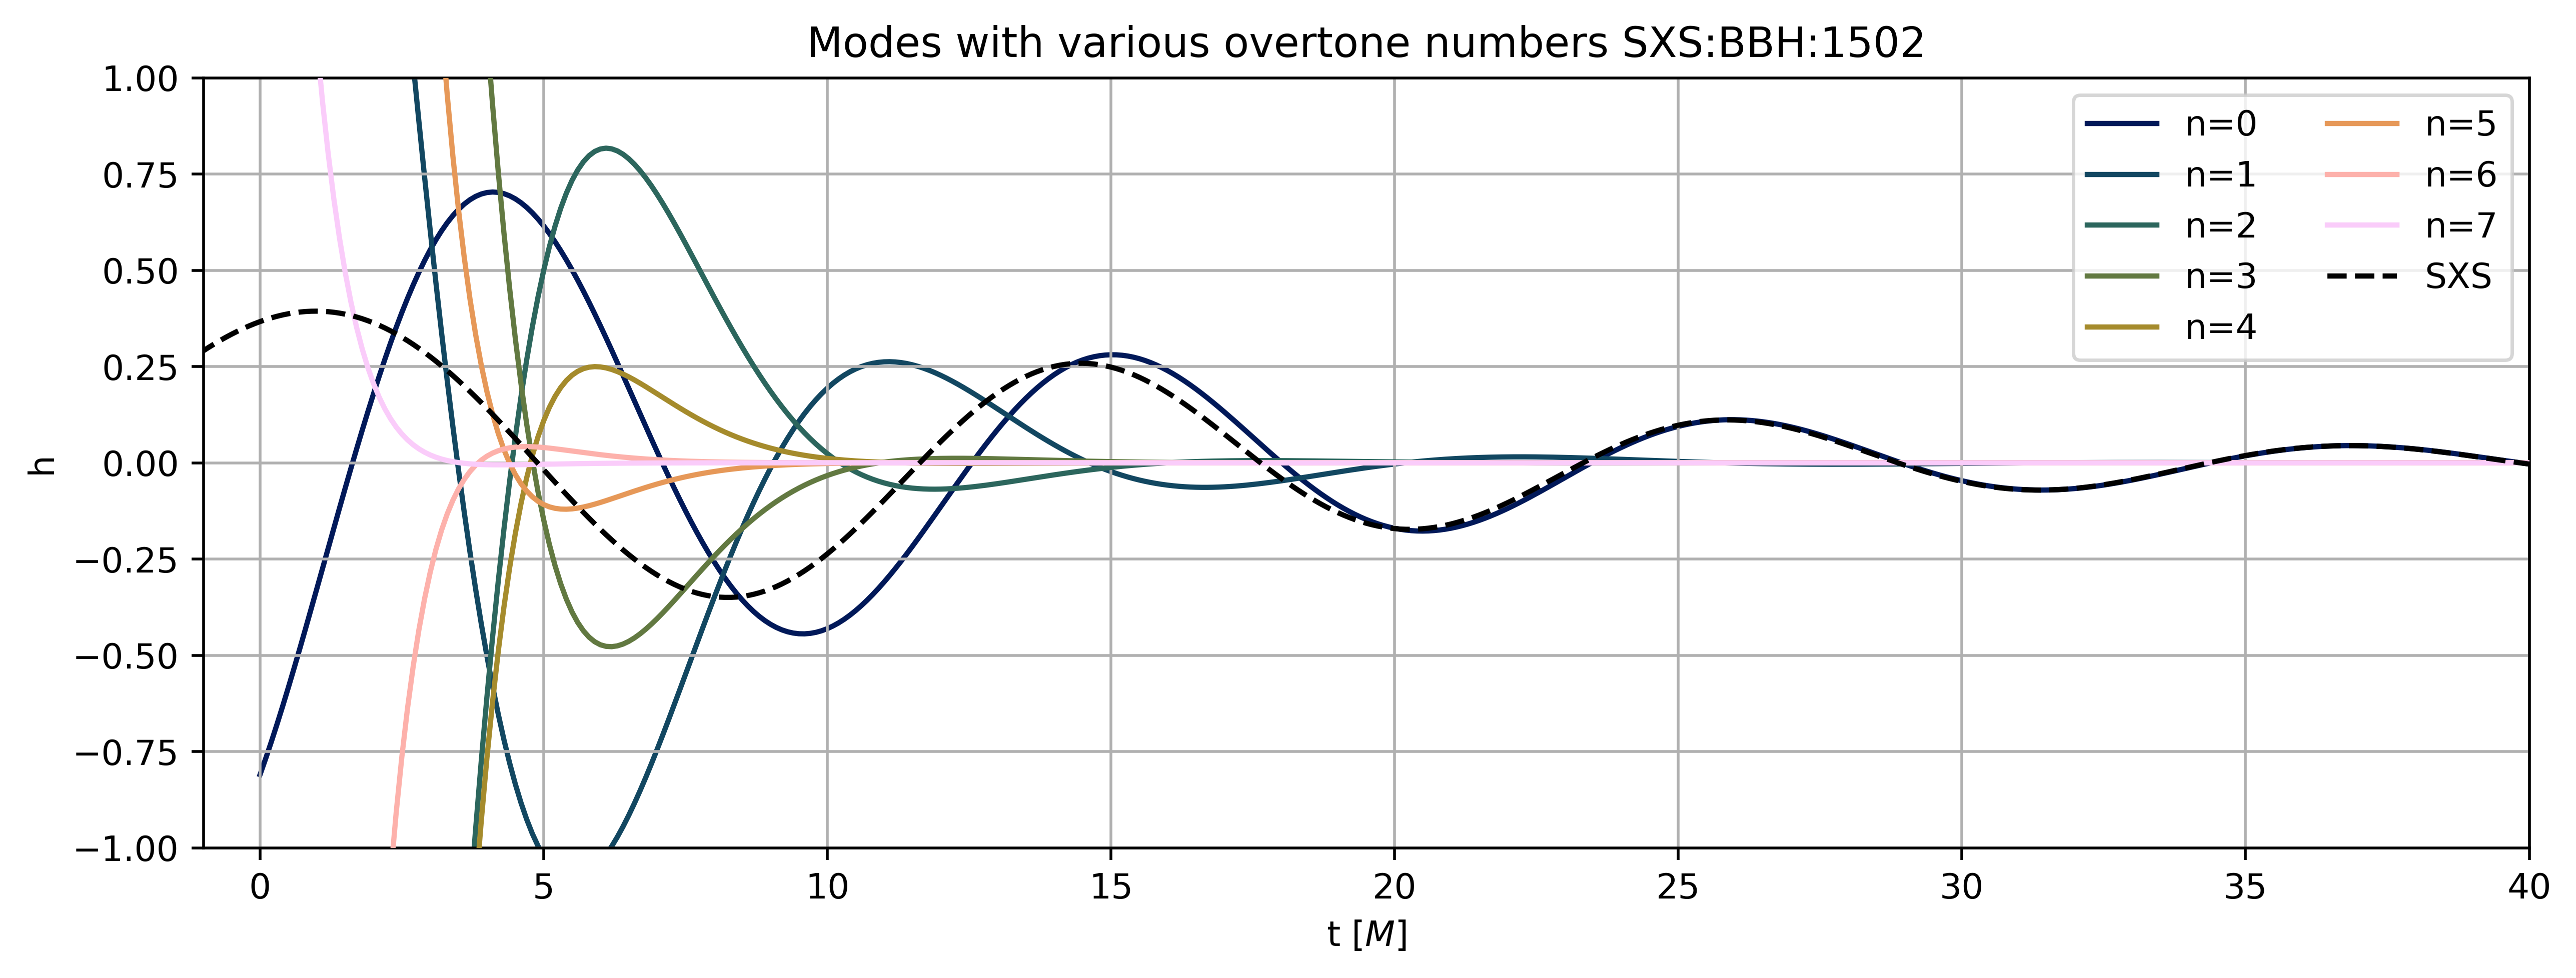 Modes with various overtone numbers SXS:BBH:1502
1.00
0.75
0.50
0.25
0.00
−0.25
−0.50
−0.75
−1.00
h
n=0
n=1
n=2
n=3
n=4
n=5
n=6
n=7
SXS
0 5 10 15 20 25 30 35 40
t [M]